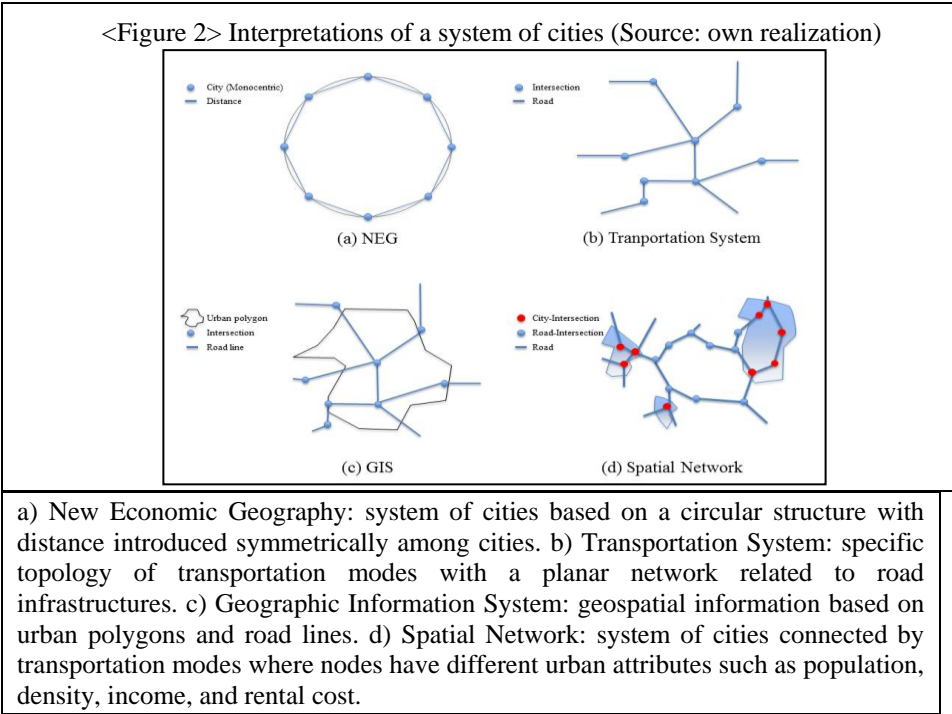 <Figure 2> Interpretations of a system of cities (Source: own realization)
City (Monocentric)
Distance
(a) NEG
Intersection
Road
(b) Tranportation System
Urban polygon
Intersection
Road line
(c) GIS
City-Intersection
Road-Intersection
Road
(d) Spatial Network
a) New Economic Geography: system of cities based on a circular structure with
distance introduced symmetrically among cities. b) Transportation System: specific
topology of transportation modes with a planar network related to road
infrastructures. c) Geographic Information System: geospatial information based on
urban polygons and road lines. d) Spatial Network: system of cities connected by
transportation modes where nodes have different urban attributes such as population,
density, income, and rental cost.